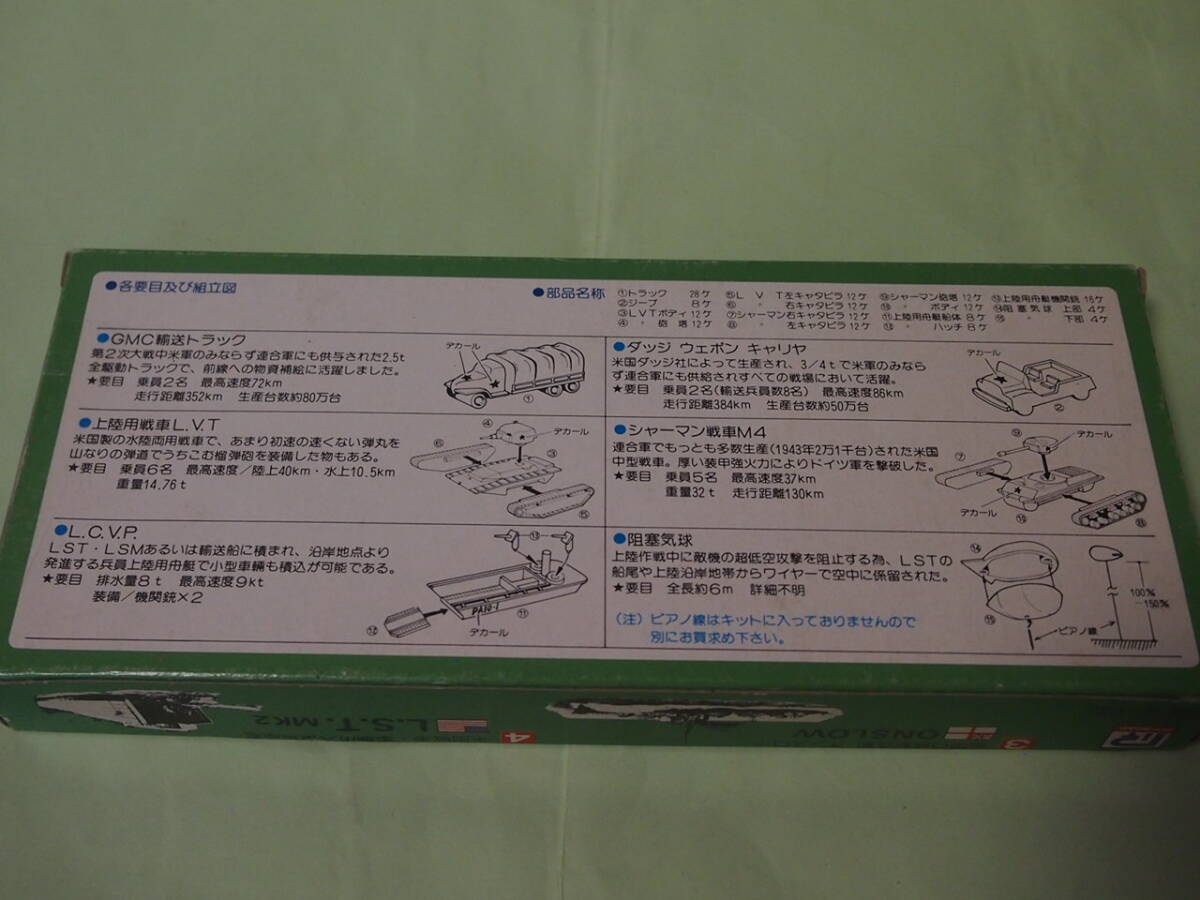 ●各要目及び組立図
●部品名称
①トラック 28ケ
②ジープ 8ケ
③LVTボディ 12ケ
④ 〃 砲塔 12ケ
⑤L V T左キャタピラ 12ケ
⑥ 〃 右キャタピラ 12ケ
⑦シャーマン右キャタピラ 12ケ
⑧ 〃 左キャタピラ 12ケ
⑨シャーマン砲塔 12ケ
⑩ 〃 ボディ 12ケ
⑪上陸用舟艇船体 8ケ
⑫ 〃 ハッチ 8ケ
⑬上陸用舟艇機関銃 16ケ
⑭阻塞気球 上部 4ケ
⑮ 〃 下部 4ケ
●GMC輸送トラック
第2次大戦中米軍のみならず連合軍にも供与された2.5t
全駆動トラックで、前線への物資補給に活躍しました。
★要目 乗員2名 最高速度72km
走行距離352km 生産台数約80万台
デカール
①
●ダッジ ウェポン キャリヤ
米国ダッジ社によって生産され、3/4tで米軍のみなら
ず連合軍にも供給されすべての戦場において活躍。
★要目 乗員2名(輸送兵員数8名) 最高速度86km
走行距離384km 生産台数約50万台
デカール
②
●上陸用戦車L.V.T
米国製の水陸両用戦車で、あまり初速の速くない弾丸を
山なりの弾道でうちこむ榴弾砲を装備した物もある。
★要目 乗員6名 最高速度/陸上40km・水上10.5km
重量14.76t
④
デカール
⑥
③
⑤
●シャーマン戦車M4
連合軍でもっとも多数生産(1943年2万1千台)された米国
中型戦車。厚い装甲強火力によりドイツ軍を撃破した。
★要目 乗員5名 最高速度37km
重量32t 走行距離130km
⑨
デカール
⑦
デカール
⑩
⑧
●L.C.V.P.
LST・LSMあるいは輸送船に積まれ、沿岸地点より
発進する兵員上陸用舟艇で小型車輛も積込が可能である。
★要目 排水量8t 最高速度9kt
装備/機関銃×2
⑬
PA10-1
⑪
⑫
デカール
●阻塞気球
上陸作戦中に敵機の超低空攻撃を阻止する為、LSTの
船尾や上陸沿岸地帯からワイヤーで空中に係留された。
★要目 全長約6m 詳細不明
(注)ピアノ線はキットに入っておりませんので
別にお買求め下さい。
⑭
⑮
ピアノ線
100%
-150%
4
L.S.T. MK2
3
ONSLOW